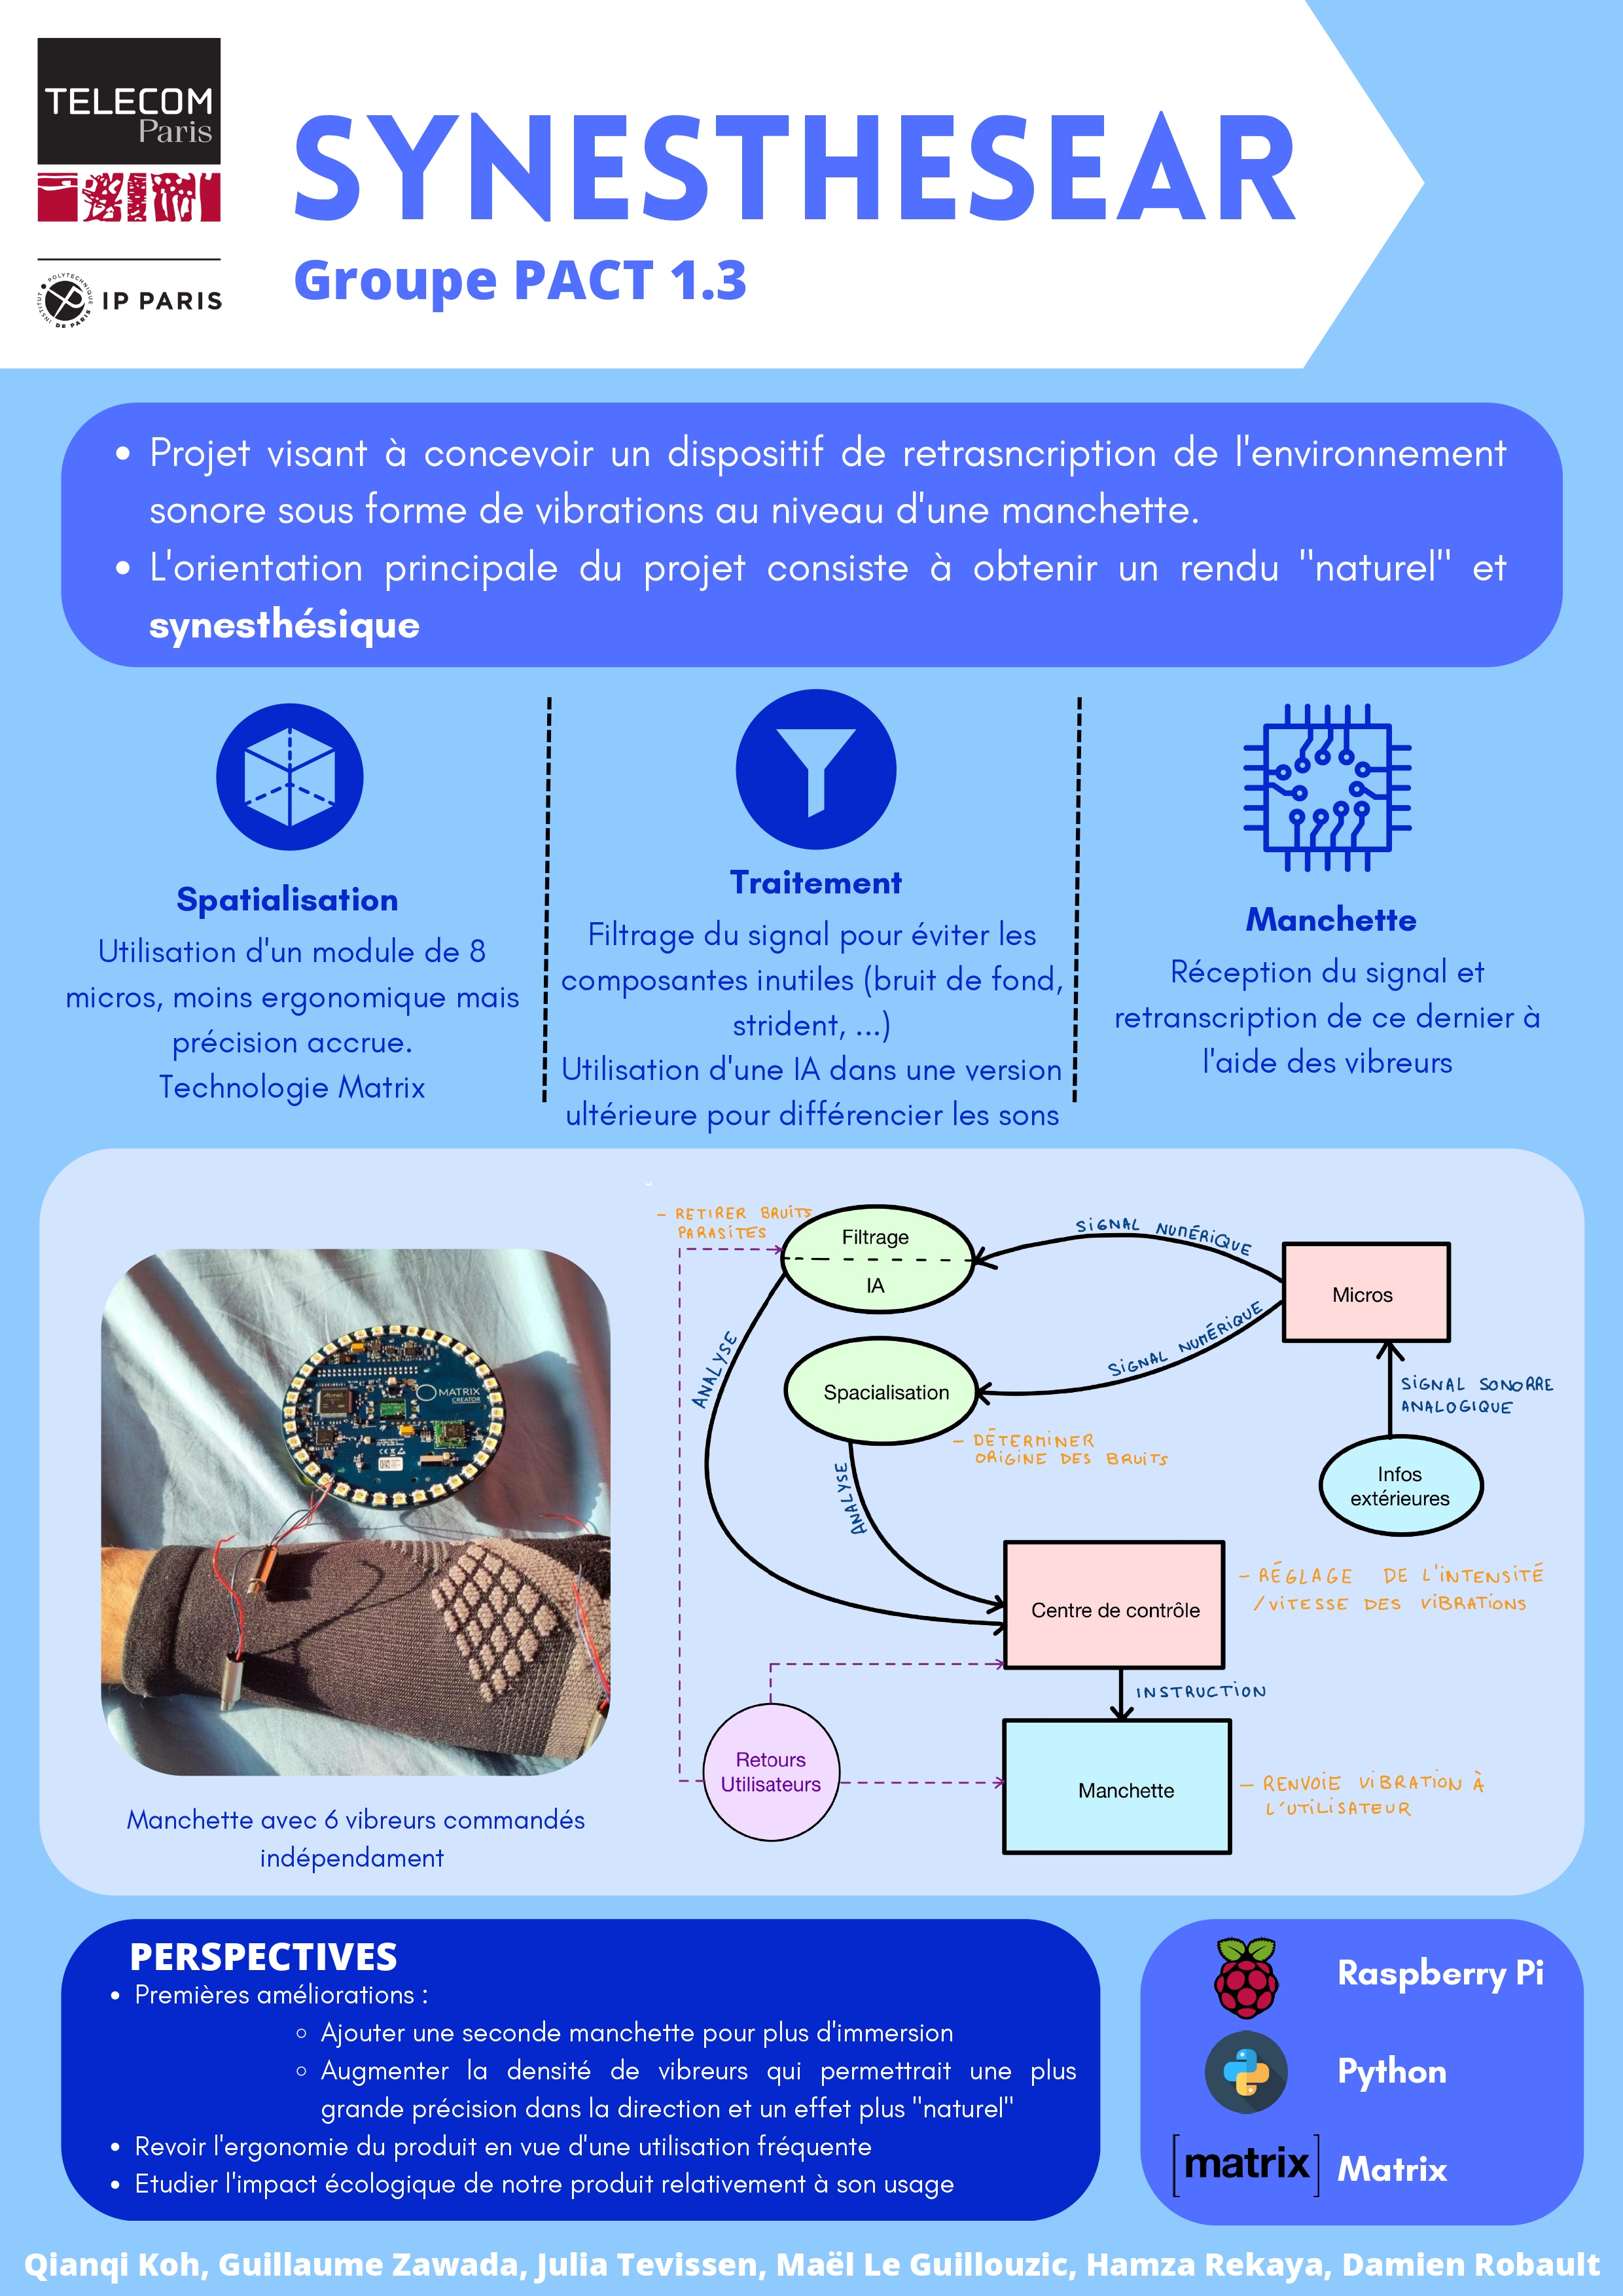 TELECOM
Paris
INSTITUT POLYTECHNIQUE DE PARIS
IP PARIS
SYNESTHESEAR
Groupe PACT 1.3
• Projet visant à concevoir un dispositif de retrasncription de l'environnement
sonore sous forme de vibrations au niveau d'une manchette.
• L'orientation principale du projet consiste à obtenir un rendu "naturel" et
synesthésique
Spatialisation
Utilisation d'un module de 8
micros, moins ergonomique mais
précision accrue.
Technologie Matrix
Traitement
Filtrage du signal pour éviter les
composantes inutiles (bruit de fond,
strident, ...)
Utilisation d'une IA dans une version
ultérieure pour différencier les sons
Manchette
Réception du signal et
retranscription de ce dernier à
l'aide des vibreurs
MATRIX
CREATOR
Manchette avec 6 vibreurs commandés
indépendament
- RETIRER BRUITS
PARASITES
Filtrage
IA
SIGNAL NUMÉRIQUE
Micros
SIGNAL NUMÉRIQUE
ANALYSE
Spacialisation
SIGNAL SONORRE
ANALOGIQUE
- DÉTERMINER
ORIGINE DES BRUITS
ANALYSE
Infos
extérieures
Centre de contrôle
- RÉGLAGE DE L'INTENSITÉ
/VITESSE DES VIBRATIONS
INSTRUCTION
Retours
Utilisateurs
Manchette
- RENVOIE VIBRATION À
L'UTILISATEUR
PERSPECTIVES
• Premières améliorations :
◦ Ajouter une seconde manchette pour plus d'immersion
◦ Augmenter la densité de vibreurs qui permettrait une plus
grande précision dans la direction et un effet plus "naturel"
• Revoir l'ergonomie du produit en vue d'une utilisation fréquente
• Etudier l'impact écologique de notre produit relativement à son usage
Raspberry Pi
Python
[matrix]
Matrix
Qianqi Koh, Guillaume Zawada, Julia Tevissen, Maël Le Guillouzic, Hamza Rekaya, Damien Robault